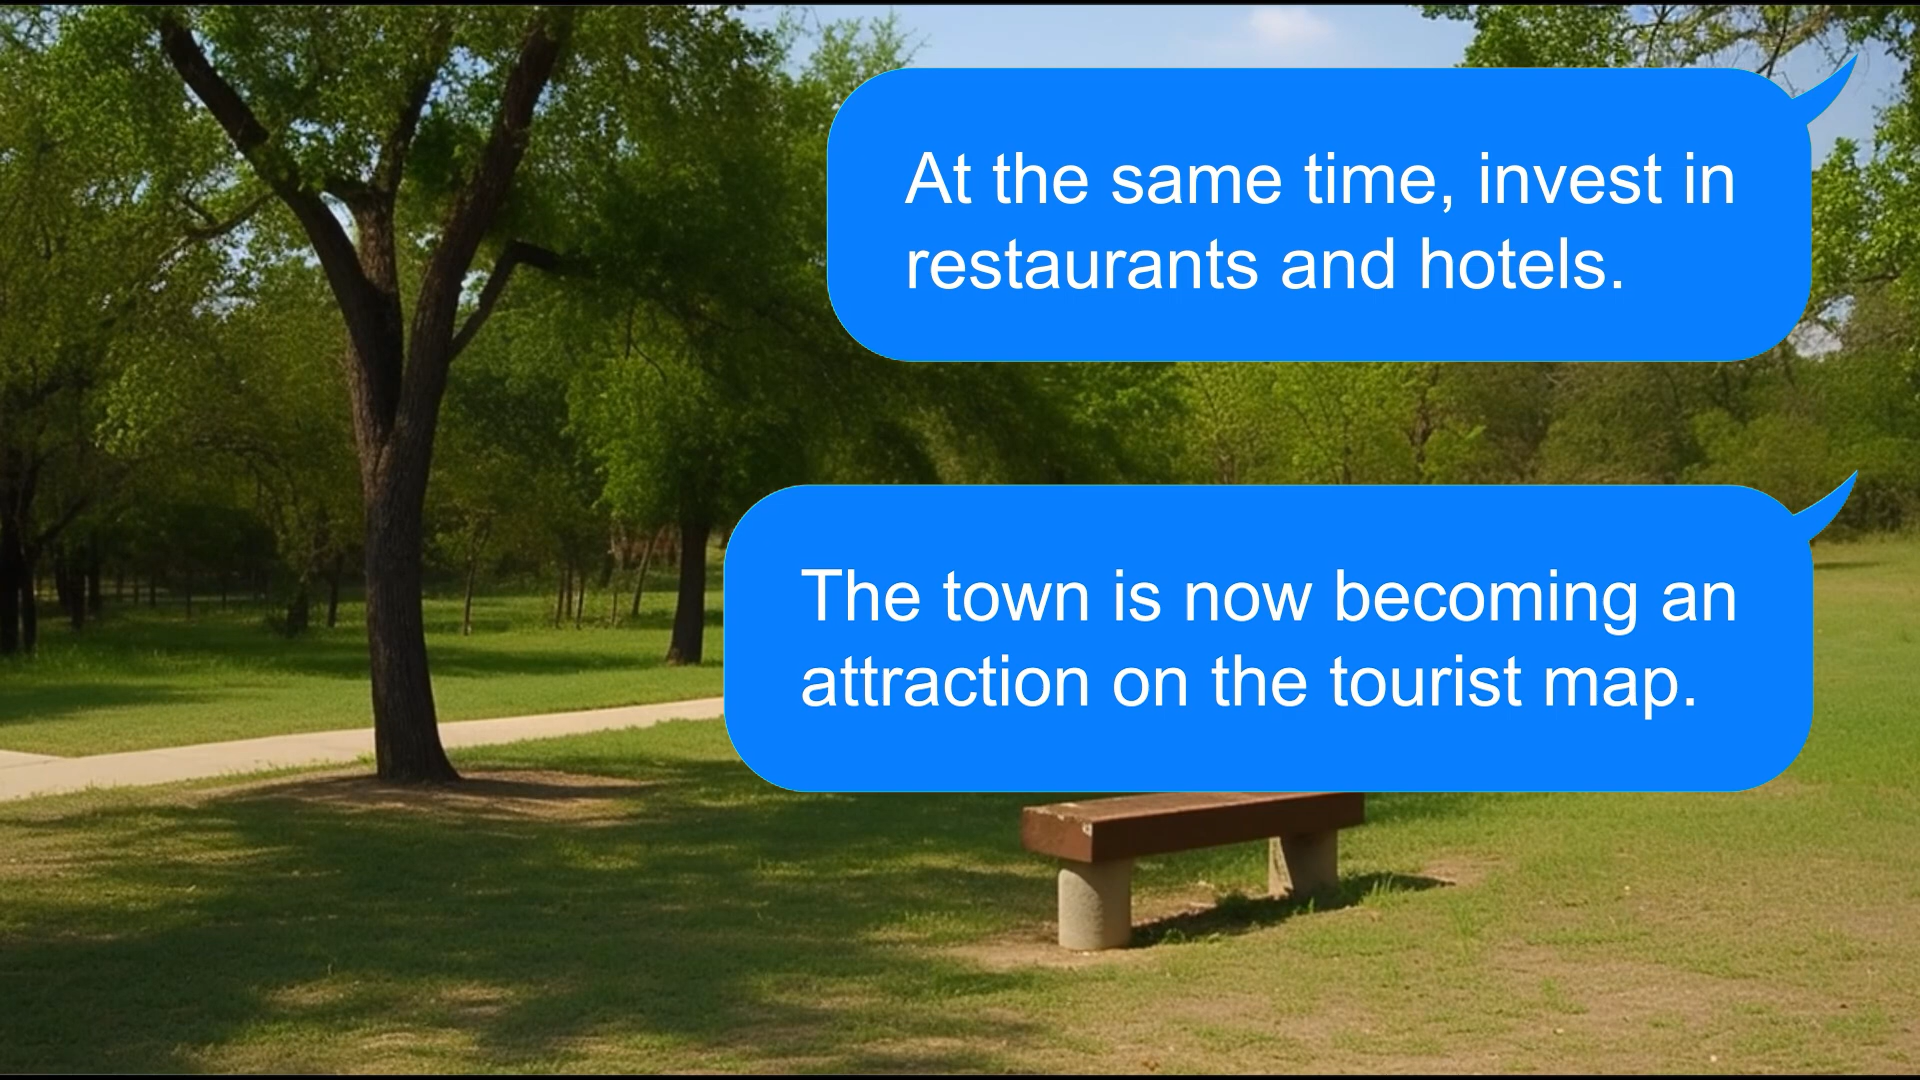 At the same time, invest in
restaurants and hotels.
The town is now becoming an
attraction on the tourist map.